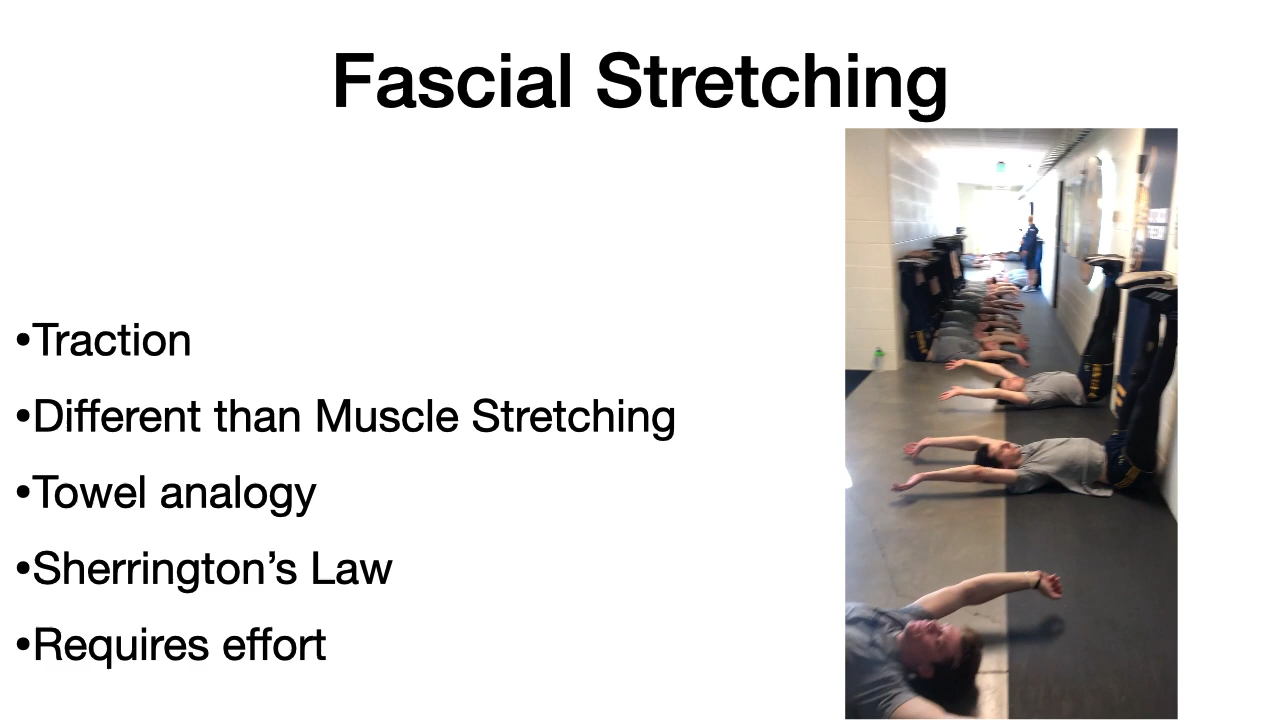 Fascial Stretching
•Traction
•Different than Muscle Stretching
•Towel analogy
•Sherrington’s Law
•Requires effort